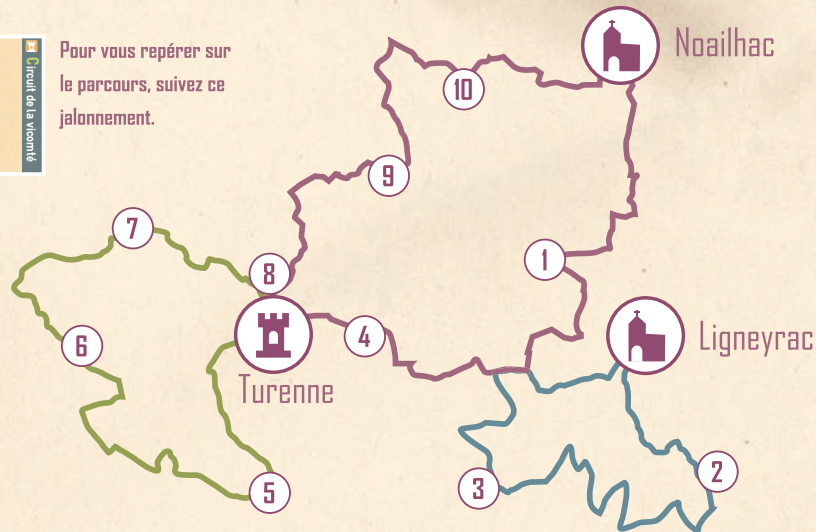 Circuit de la vicomté
Pour vous repérer sur
le parcours, suivez ce
jalonnement.
Noailhac
10
9
7
1
8
4
6
Ligneyrac
Turenne
2
3
5